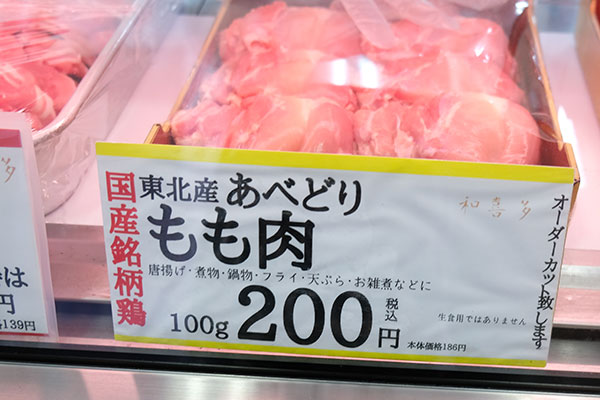 国産銘柄鶏
東北産 あべどり
もも肉
唐揚げ・煮物・鍋物・フライ・天ぷら・お雑煮などに
100g 200円
税込
本体価格186円
和喜多
生食用ではありません
オーダーカット致します
多
は
円
格139円